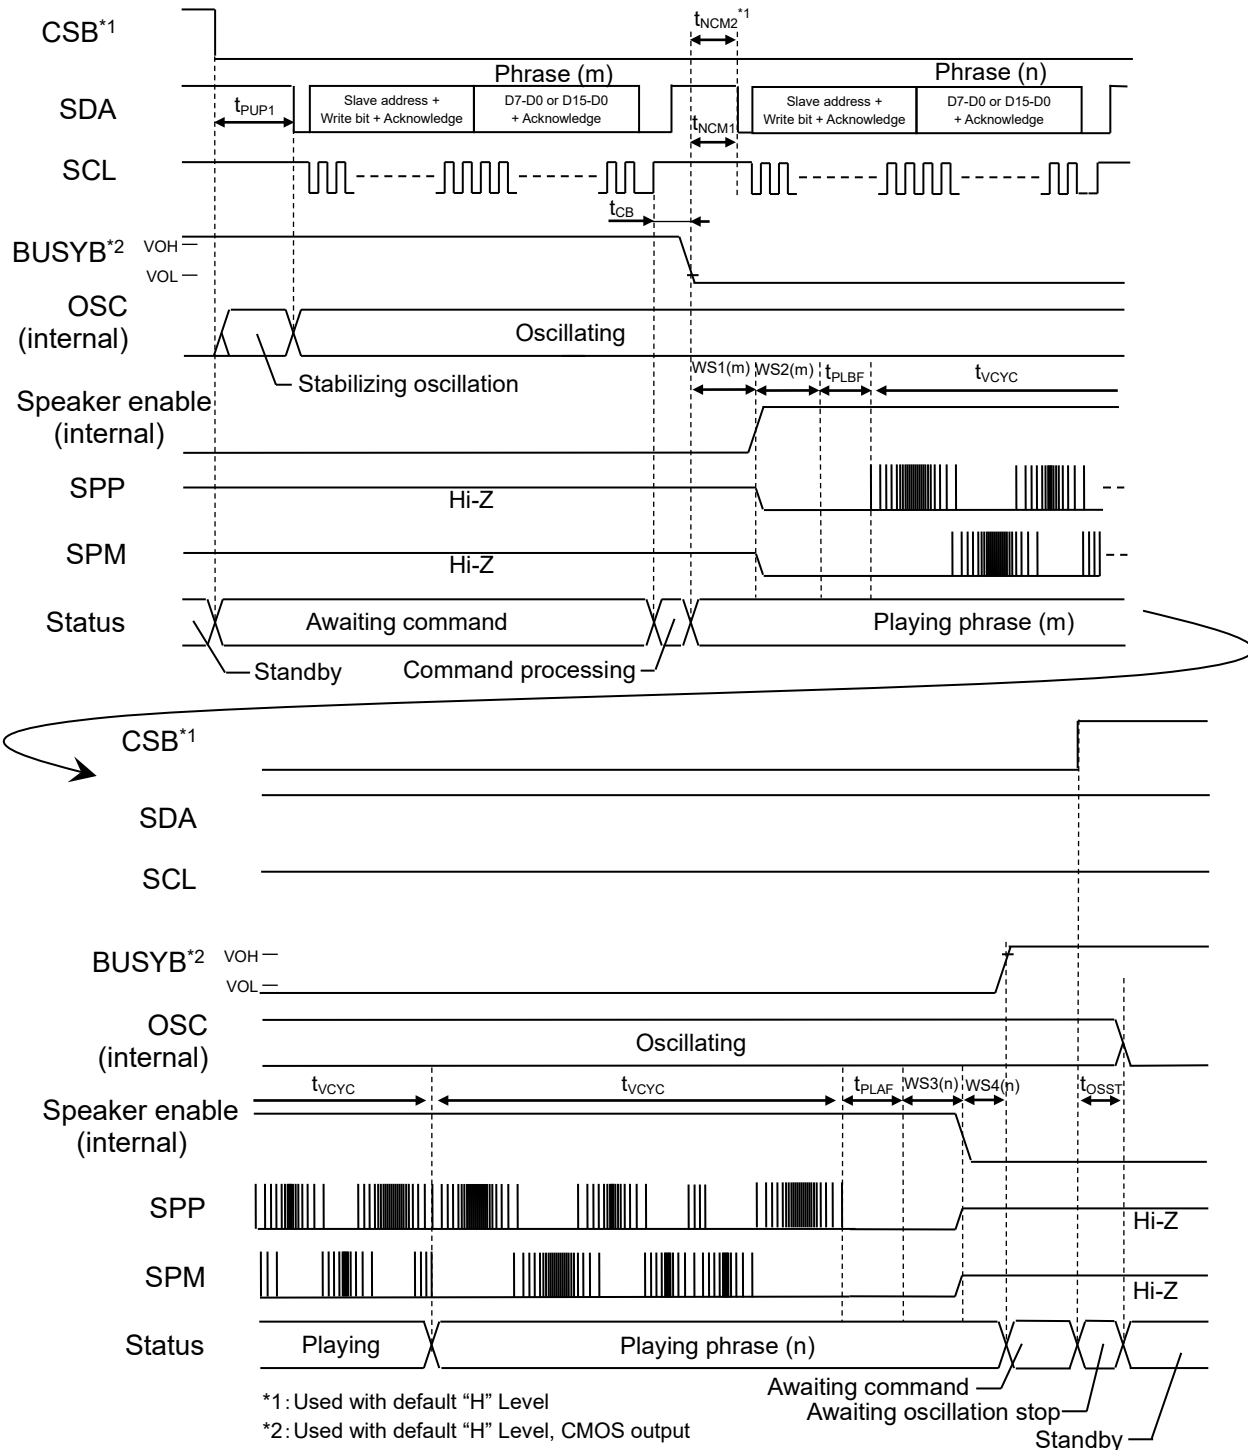 CSB*1
tNCM2*1
Phrase (m)
Phrase (n)
SDA
tPUP1
Slave address +
Write bit + Acknowledge
D7-D0 or D15-D0
+ Acknowledge
tNCM1
Slave address +
Write bit + Acknowledge
D7-D0 or D15-D0
+ Acknowledge
SCL
tCB
BUSYB*2
VOH
VOL
OSC
(internal)
Oscillating
Stabilizing oscillation
WS1(m)
WS2(m)
tPLBF
tVCYC
Speaker enable
(internal)
SPP
Hi-Z
SPM
Hi-Z
Status
Awaiting command
Playing phrase (m)
Standby
Command processing
CSB*1
SDA
SCL
BUSYB*2
VOH
VOL
OSC
(internal)
Oscillating
tVCYC
tVCYC
tPLAF
WS3(n)
WS4(n)
tOSST
Speaker enable
(internal)
SPP
Hi-Z
SPM
Hi-Z
Status
Playing
Playing phrase (n)
Awaiting command
Awaiting oscillation stop
Standby
*1: Used with default “H” Level
*2: Used with default “H” Level, CMOS output